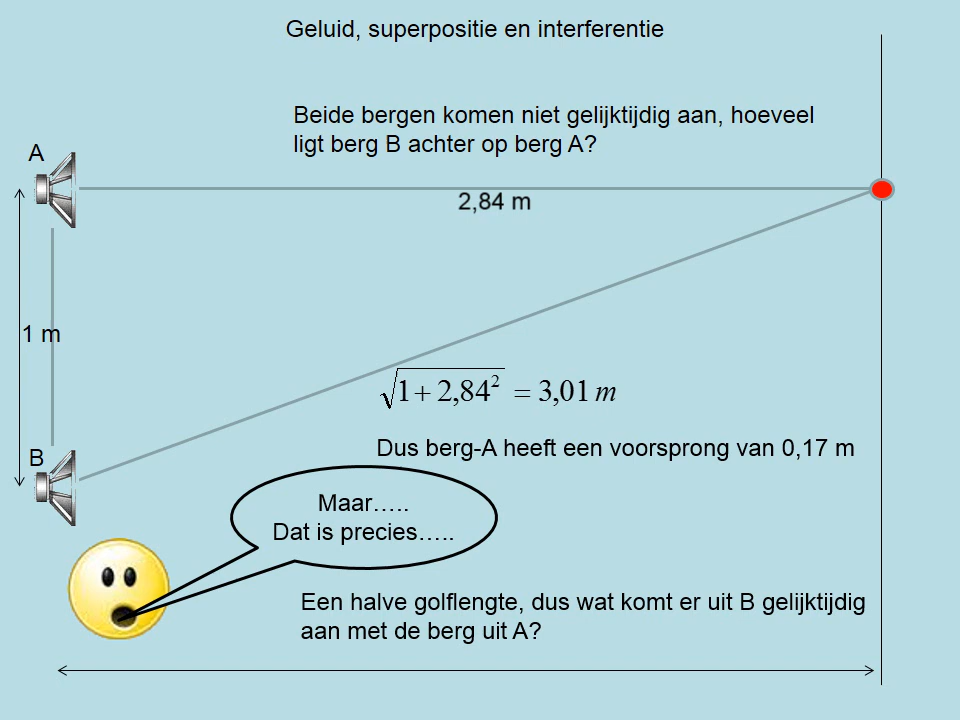 Geluid, superpositie en interferentie
Beide bergen komen niet gelijktijdig aan, hoeveel
ligt berg B achter op berg A?
A
2,84 m
1 m
√1+2,84² = 3,01 m
Dus berg-A heeft een voorsprong van 0,17 m
B
Maar…..
Dat is precies…..
Een halve golflengte, dus wat komt er uit B gelijktijdig
aan met de berg uit A?